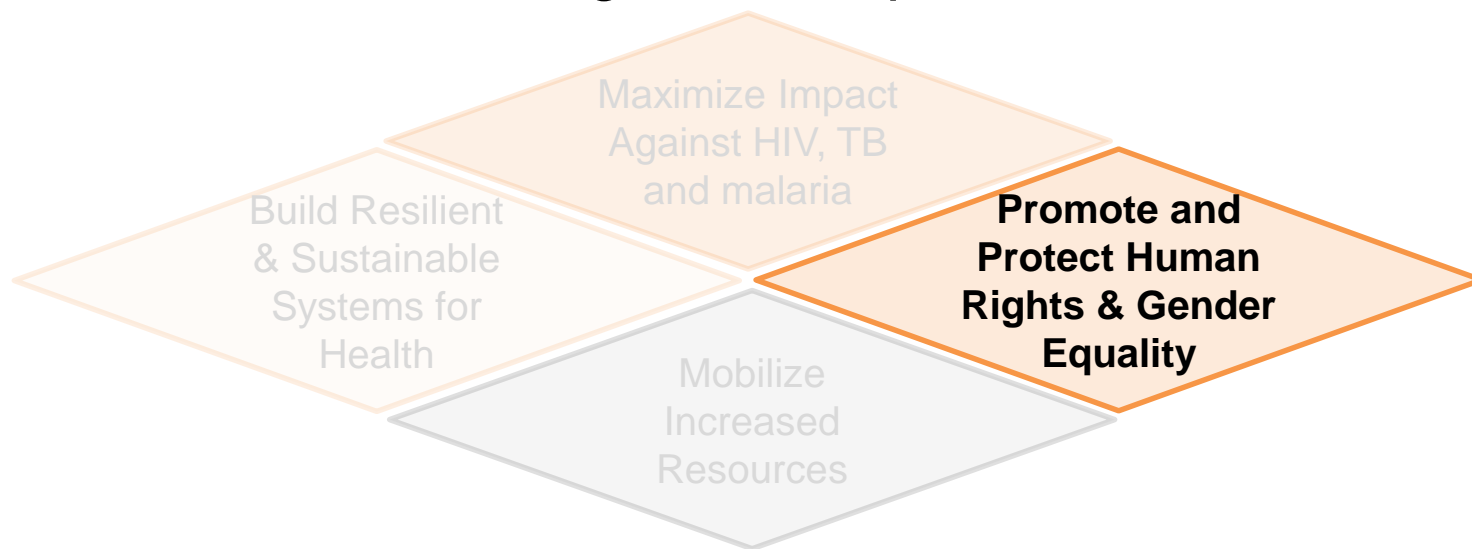 Maximize Impact
Against HIV, TB
and malaria
Build Resilient
& Sustainable
Systems for
Health
Promote and
Protect Human
Rights & Gender
Equality
Mobilize
Increased
Resources